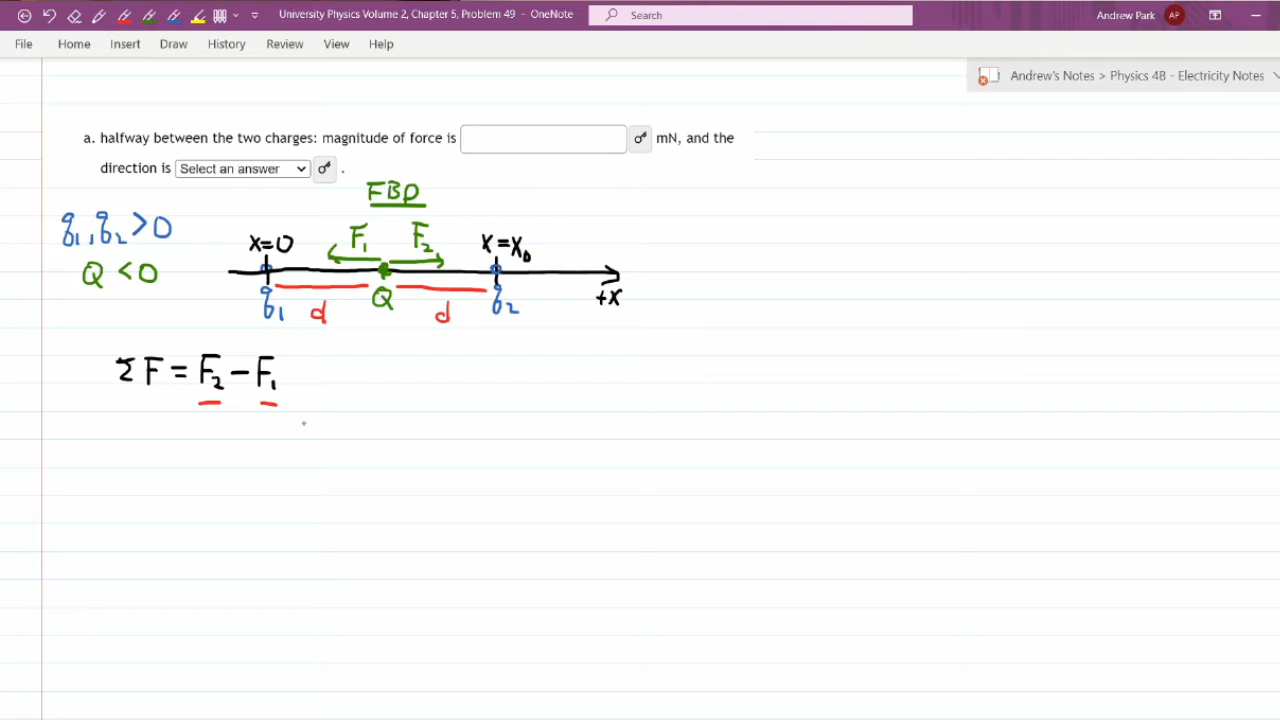 University Physics Volume 2, Chapter 5, Problem 49 - OneNote
Search
Andrew Park
AP
File Home Insert Draw History Review View Help
Andrew's Notes > Physics 4B - Electricity Notes
a. halfway between the two charges: magnitude of force is mN, and the
direction is Select an answer .
FBD
q₁, q₂ > 0
F₁ F₂
x=0 x=x₀
Q < 0
q₁ d Q d q₂ +x
ΣF = F₂ - F₁